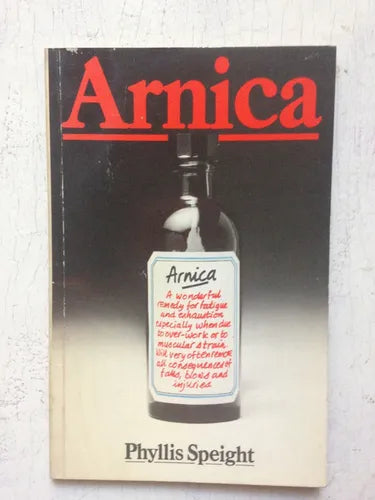 Arnica
Arnica
A wonderful
remedy for fatigue
and exhaustion
especially when due
to over-work or to
muscular strain.
Will very often remove
all consequences of
falls, blows and
injuries
Phyllis Speight